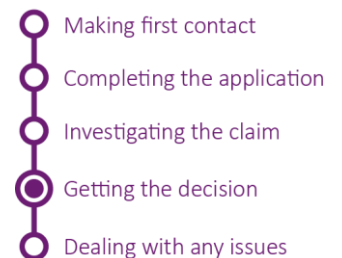 Making first contact
Completing the application
Investigating the claim
Getting the decision
Dealing with any issues